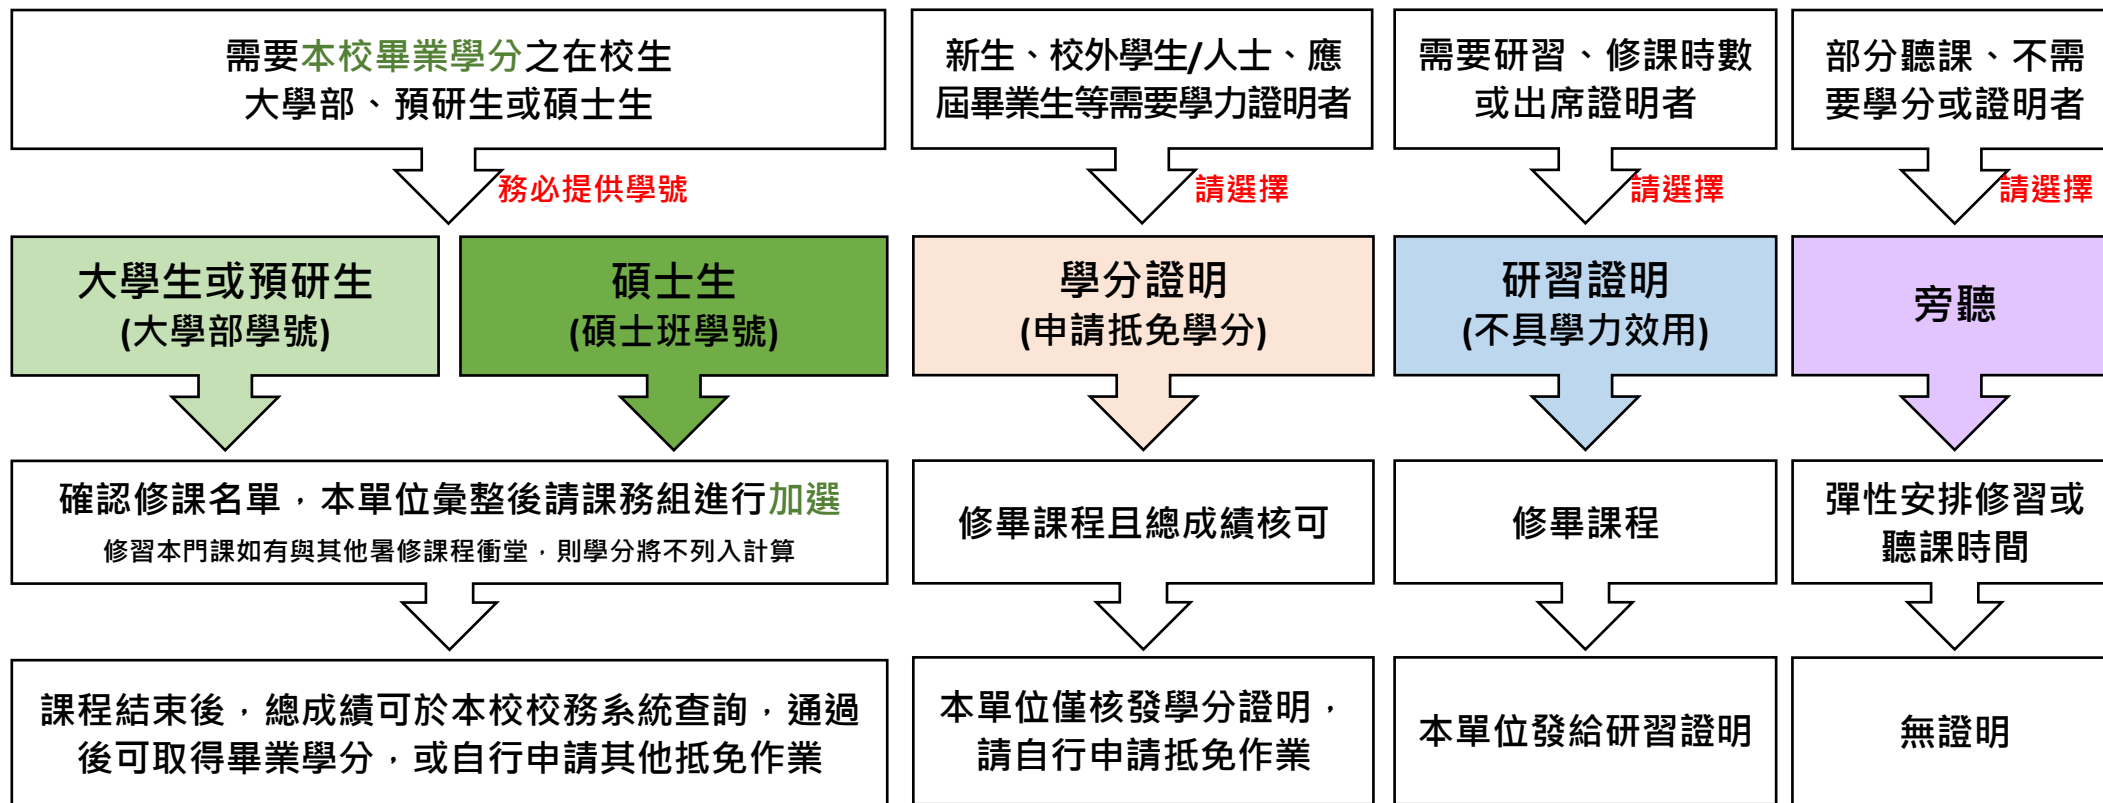 需要本校畢業學分之在校生
大學部、預研生或碩士生
務必提供學號
大學生或預研生
(大學部學號)
碩士生
(碩士班學號)
確認修課名單，本單位彙整後請課務組進行加選
修習本門課如有與其他暑修課程衝堂，則學分將不列入計算
課程結束後，總成績可於本校校務系統查詢，通過
後可取得畢業學分，或自行申請其他抵免作業
新生、校外學生/人士、應
屆畢業生等需要學力證明者
請選擇
學分證明
(申請抵免學分)
修畢課程且總成績核可
本單位僅核發學分證明，
請自行申請抵免作業
需要研習、修課時數
或出席證明者
請選擇
研習證明
(不具學力效用)
修畢課程
本單位發給研習證明
部分聽課、不需
要學分或證明者
請選擇
旁聽
彈性安排修習或
聽課時間
無證明